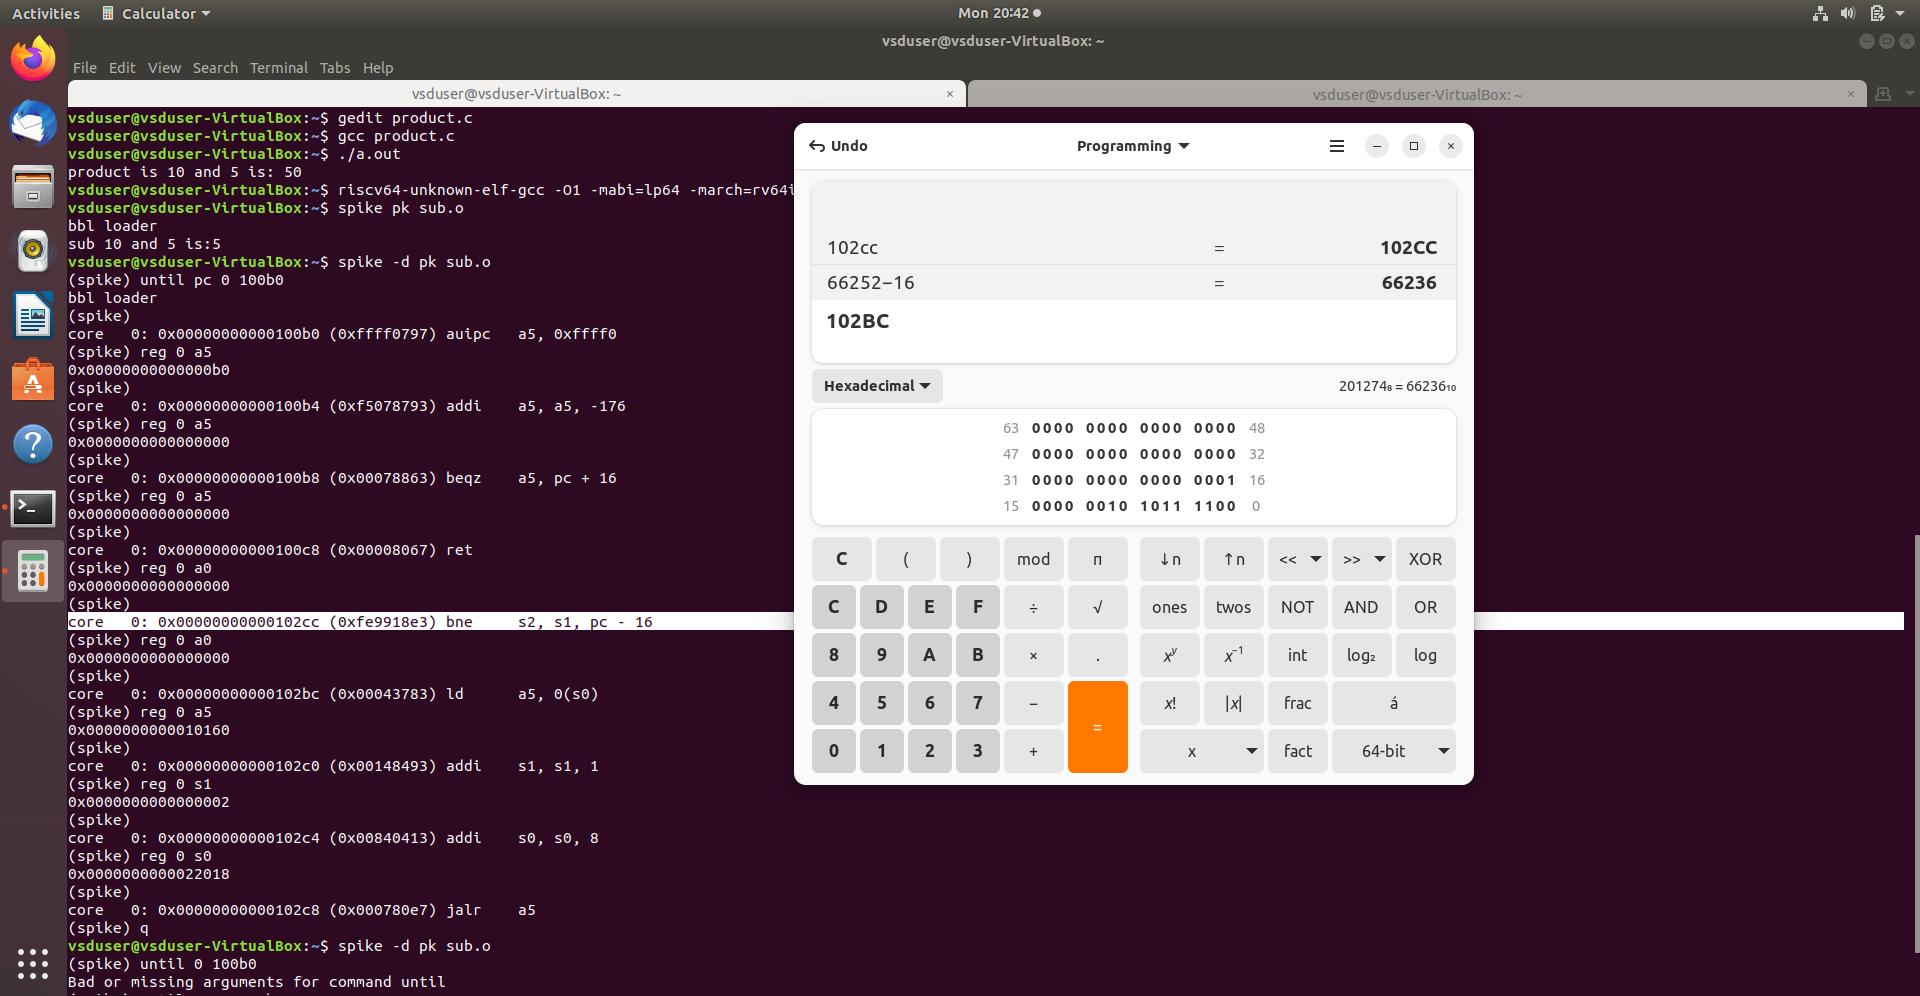 Activities
Calculator
Mon 20:42
vsduser@vsduser-VirtualBox: ~
File Edit View Search Terminal Tabs Help
vsduser@vsduser-VirtualBox: ~ ×
vsduser@vsduser-VirtualBox: ~ ×
vsduser@vsduser-VirtualBox:~$ gedit product.c
vsduser@vsduser-VirtualBox:~$ gcc product.c
vsduser@vsduser-VirtualBox:~$ ./a.out
product is 10 and 5 is: 50
vsduser@vsduser-VirtualBox:~$ riscv64-unknown-elf-gcc -O1 -mabi=lp64 -march=rv64i
vsduser@vsduser-VirtualBox:~$ spike pk sub.o
bbl loader
sub 10 and 5 is:5
vsduser@vsduser-VirtualBox:~$ spike -d pk sub.o
(spike) until pc 0 100b0
bbl loader
(spike)
core   0: 0x00000000000100b0 (0xffff0797) auipc   a5, 0xffff0
(spike) reg 0 a5
0x00000000000000b0
(spike)
core   0: 0x00000000000100b4 (0xf5078793) addi    a5, a5, -176
(spike) reg 0 a5
0x0000000000000000
(spike)
core   0: 0x00000000000100b8 (0x00078863) beqz    a5, pc + 16
(spike) reg 0 a5
0x0000000000000000
(spike)
core   0: 0x00000000000100c8 (0x00008067) ret
(spike) reg 0 a0
0x0000000000000000
(spike)
core   0: 0x00000000000102cc (0xfe9918e3) bne     s2, s1, pc - 16
(spike) reg 0 a0
0x0000000000000000
(spike)
core   0: 0x00000000000102bc (0x00043783) ld      a5, 0(s0)
(spike) reg 0 a5
0x0000000000010160
(spike)
core   0: 0x00000000000102c0 (0x00148493) addi    s1, s1, 1
(spike) reg 0 s1
0x0000000000000002
(spike)
core   0: 0x00000000000102c4 (0x00840413) addi    s0, s0, 8
(spike) reg 0 s0
0x0000000000022018
(spike)
core   0: 0x00000000000102c8 (0x000780e7) jalr    a5
(spike) q
vsduser@vsduser-VirtualBox:~$ spike -d pk sub.o
(spike) until 0 100b0
Bad or missing arguments for command until
Undo
Programming
102cc = 102CC
66252−16 = 66236
102BC
Hexadecimal
201274₈ = 66236₁₀
63 0000 0000 0000 0000 48
47 0000 0000 0000 0000 32
31 0000 0000 0000 0001 16
15 0000 0010 1011 1100 0
C ( ) mod π ↓n ↑n << >> XOR
C D E F ÷ √ ones twos NOT AND OR
8 9 A B × . xʸ x⁻¹ int log₂ log
4 5 6 7 − = x! |x| frac á
0 1 2 3 + x fact 64-bit